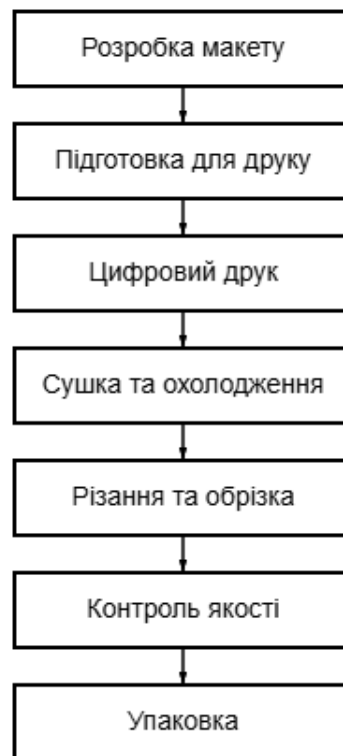 Розробка макету
Підготовка для друку
Цифровий друк
Сушка та охолодження
Різання та обрізка
Контроль якості
Упаковка